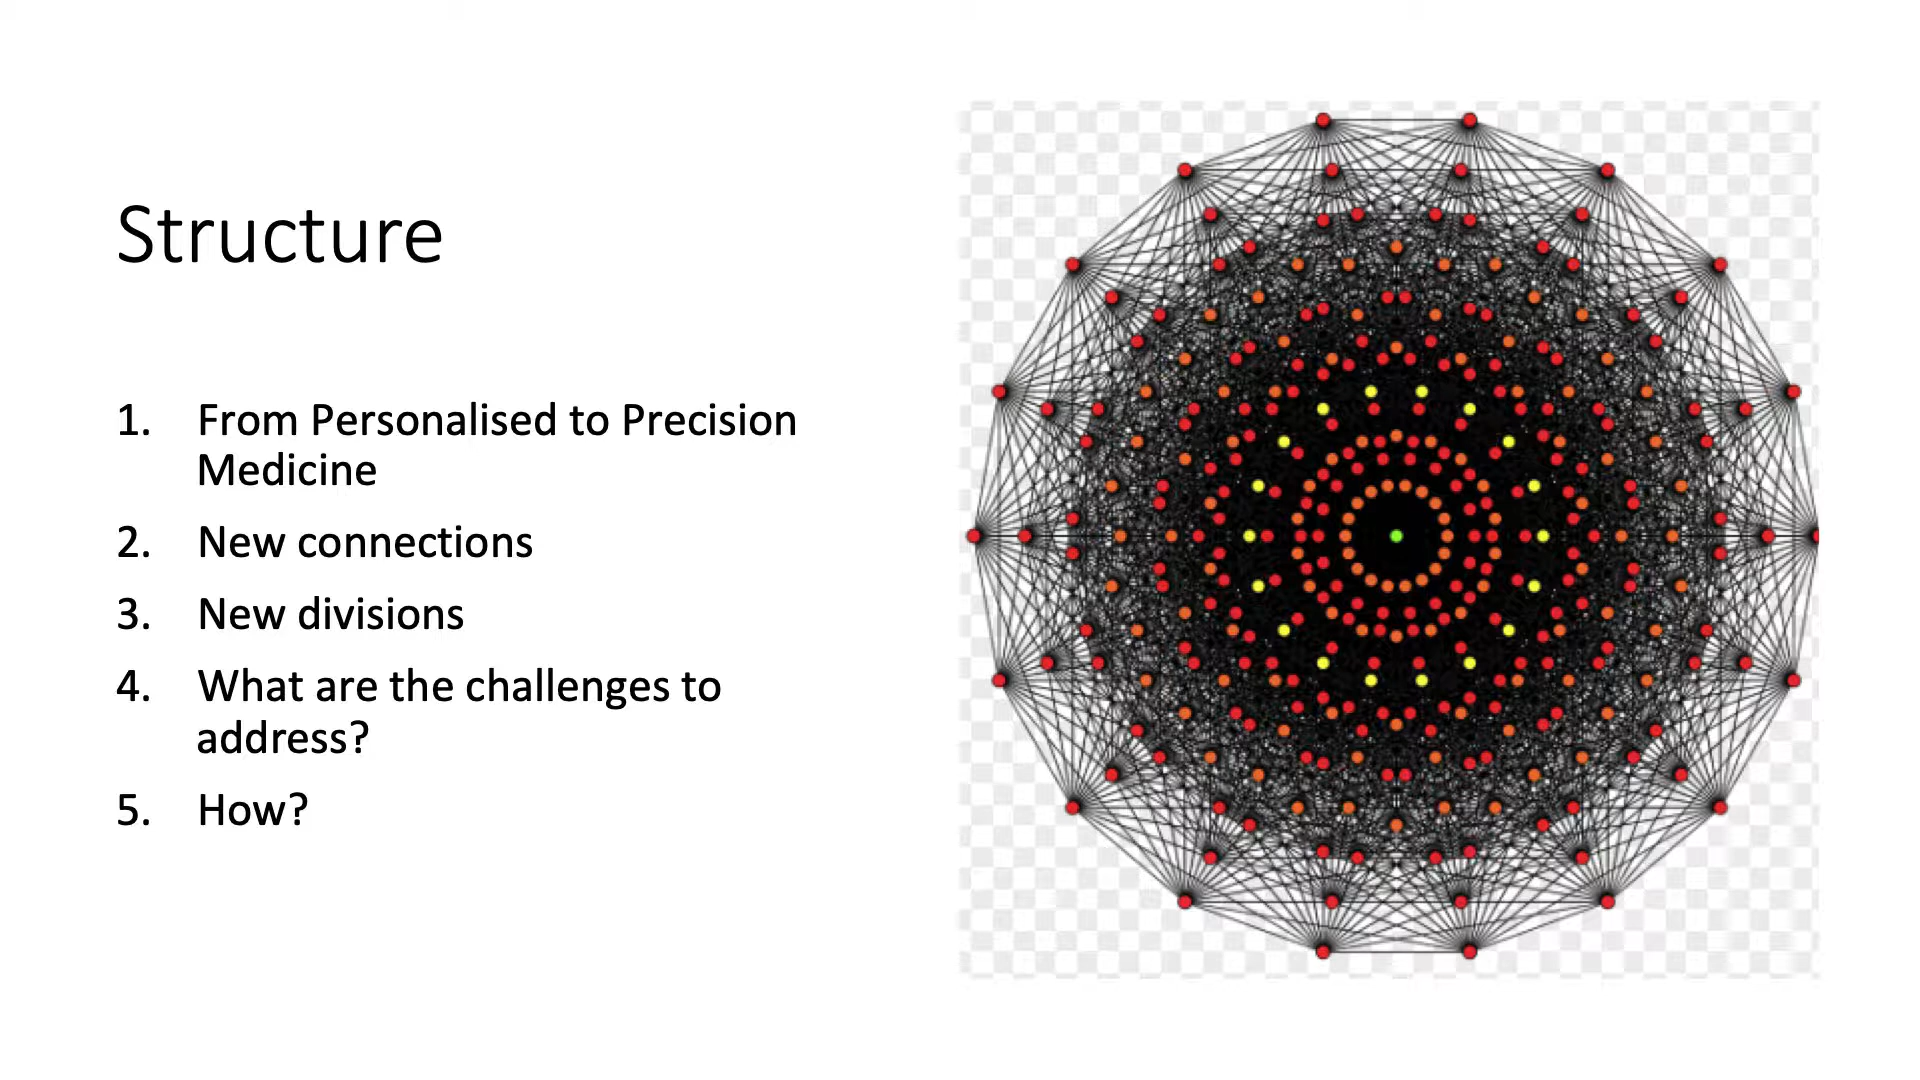 Structure
1. From Personalised to Precision
Medicine
2. New connections
3. New divisions
4. What are the challenges to
address?
5. How?